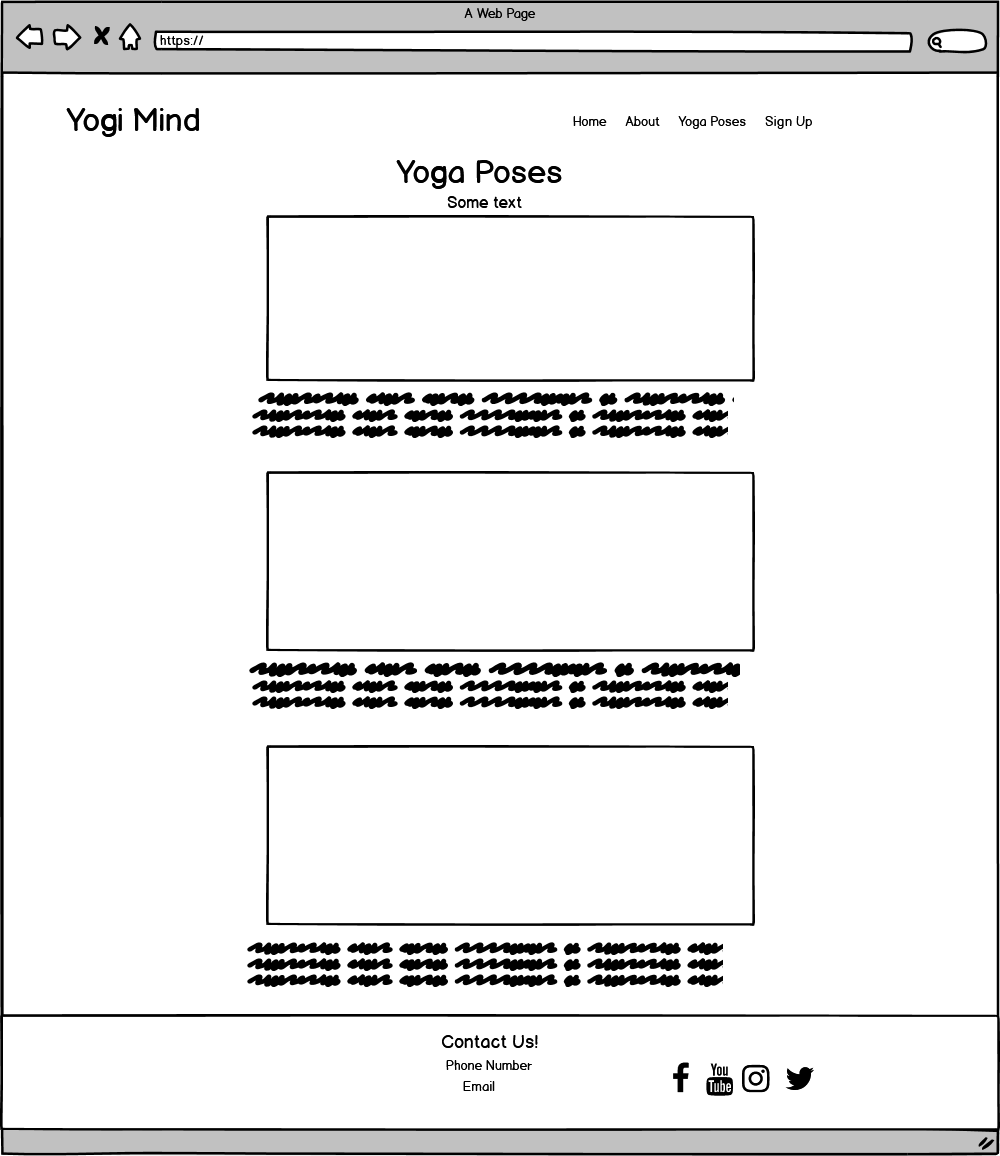 A Web Page
https://
Yogi Mind
Home About Yoga Poses Sign Up
Yoga Poses
Some text
Contact Us!
Phone Number
Email
You
Tube